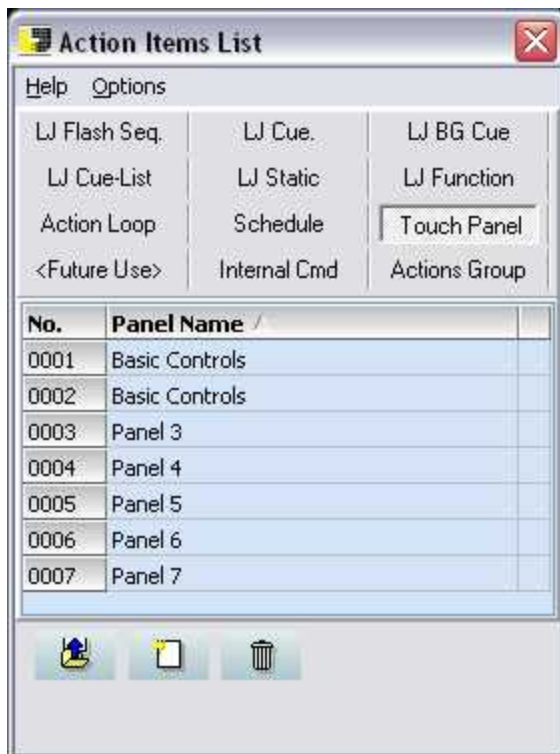 Action Items List
Help Options
LJ Flash Seq. LJ Cue. LJ BG Cue
LJ Cue-List LJ Static LJ Function
Action Loop Schedule Touch Panel
<Future Use> Internal Cmd Actions Group
No. Panel Name
0001 Basic Controls
0002 Basic Controls
0003 Panel 3
0004 Panel 4
0005 Panel 5
0006 Panel 6
0007 Panel 7